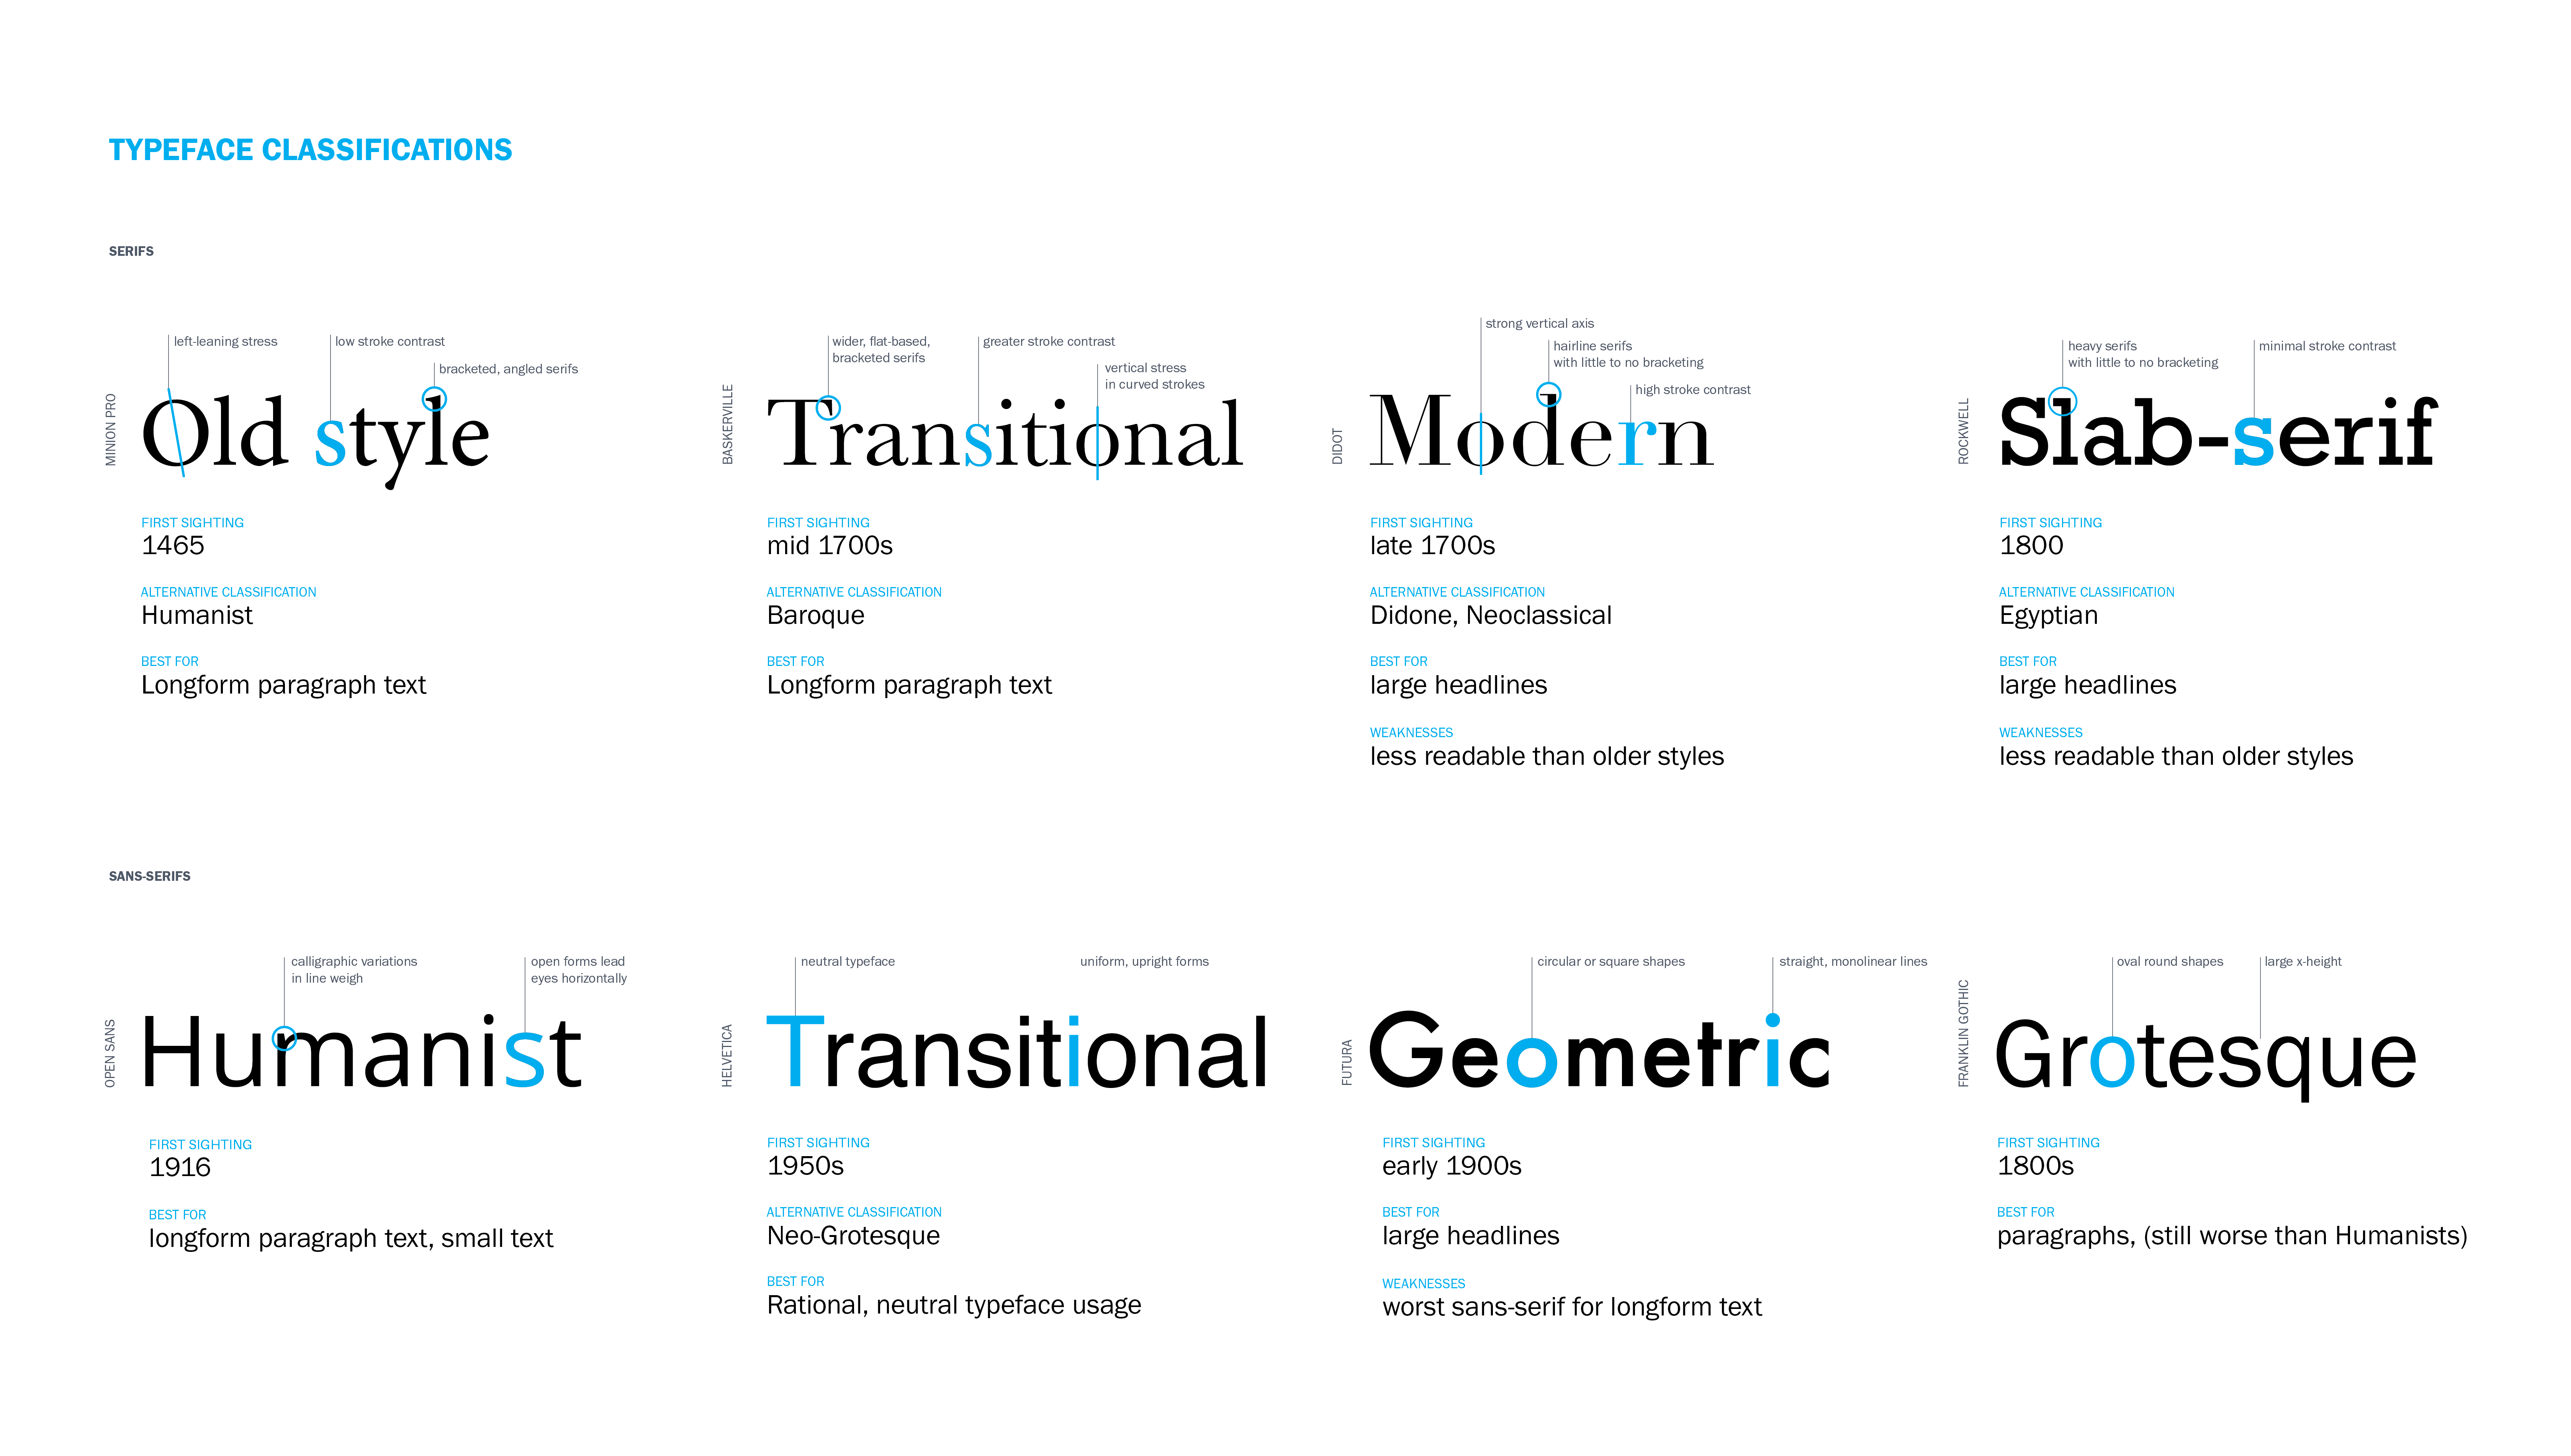 TYPEFACE CLASSIFICATIONS
SERIFS
MINION PRO
left-leaning stress
low stroke contrast
bracketed, angled serifs
Old style
FIRST SIGHTING
1465
ALTERNATIVE CLASSIFICATION
Humanist
BEST FOR
Longform paragraph text
BASKERVILLE
wider, flat-based,
bracketed serifs
greater stroke contrast
vertical stress
in curved strokes
Transitional
FIRST SIGHTING
mid 1700s
ALTERNATIVE CLASSIFICATION
Baroque
BEST FOR
Longform paragraph text
DIDOT
strong vertical axis
hairline serifs
with little to no bracketing
high stroke contrast
Modern
FIRST SIGHTING
late 1700s
ALTERNATIVE CLASSIFICATION
Didone, Neoclassical
BEST FOR
large headlines
WEAKNESSES
less readable than older styles
ROCKWELL
heavy serifs
with little to no bracketing
minimal stroke contrast
Slab-serif
FIRST SIGHTING
1800
ALTERNATIVE CLASSIFICATION
Egyptian
BEST FOR
large headlines
WEAKNESSES
less readable than older styles
SANS-SERIFS
OPEN SANS
calligraphic variations
in line weigh
open forms lead
eyes horizontally
Humanist
FIRST SIGHTING
1916
BEST FOR
longform paragraph text, small text
HELVETICA
neutral typeface
uniform, upright forms
Transitional
FIRST SIGHTING
1950s
ALTERNATIVE CLASSIFICATION
Neo-Grotesque
BEST FOR
Rational, neutral typeface usage
FUTURA
circular or square shapes
straight, monolinear lines
Geometric
FIRST SIGHTING
early 1900s
BEST FOR
large headlines
WEAKNESSES
worst sans-serif for longform text
FRANKLIN GOTHIC
oval round shapes
large x-height
Grotesque
FIRST SIGHTING
1800s
BEST FOR
paragraphs, (still worse than Humanists)